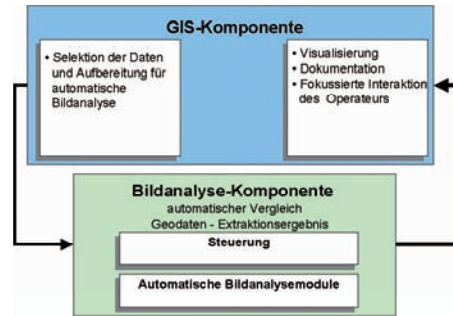 GIS-Komponente
• Selektion der Daten
und Aufbereitung für
automatische
Bildanalyse
• Visualisierung
• Dokumentation
• Fokussierte Interaktion
des Operateurs
Bildanalyse-Komponente
automatischer Vergleich
Geodaten - Extraktionsergebnis
Steuerung
Automatische Bildanalysemodule